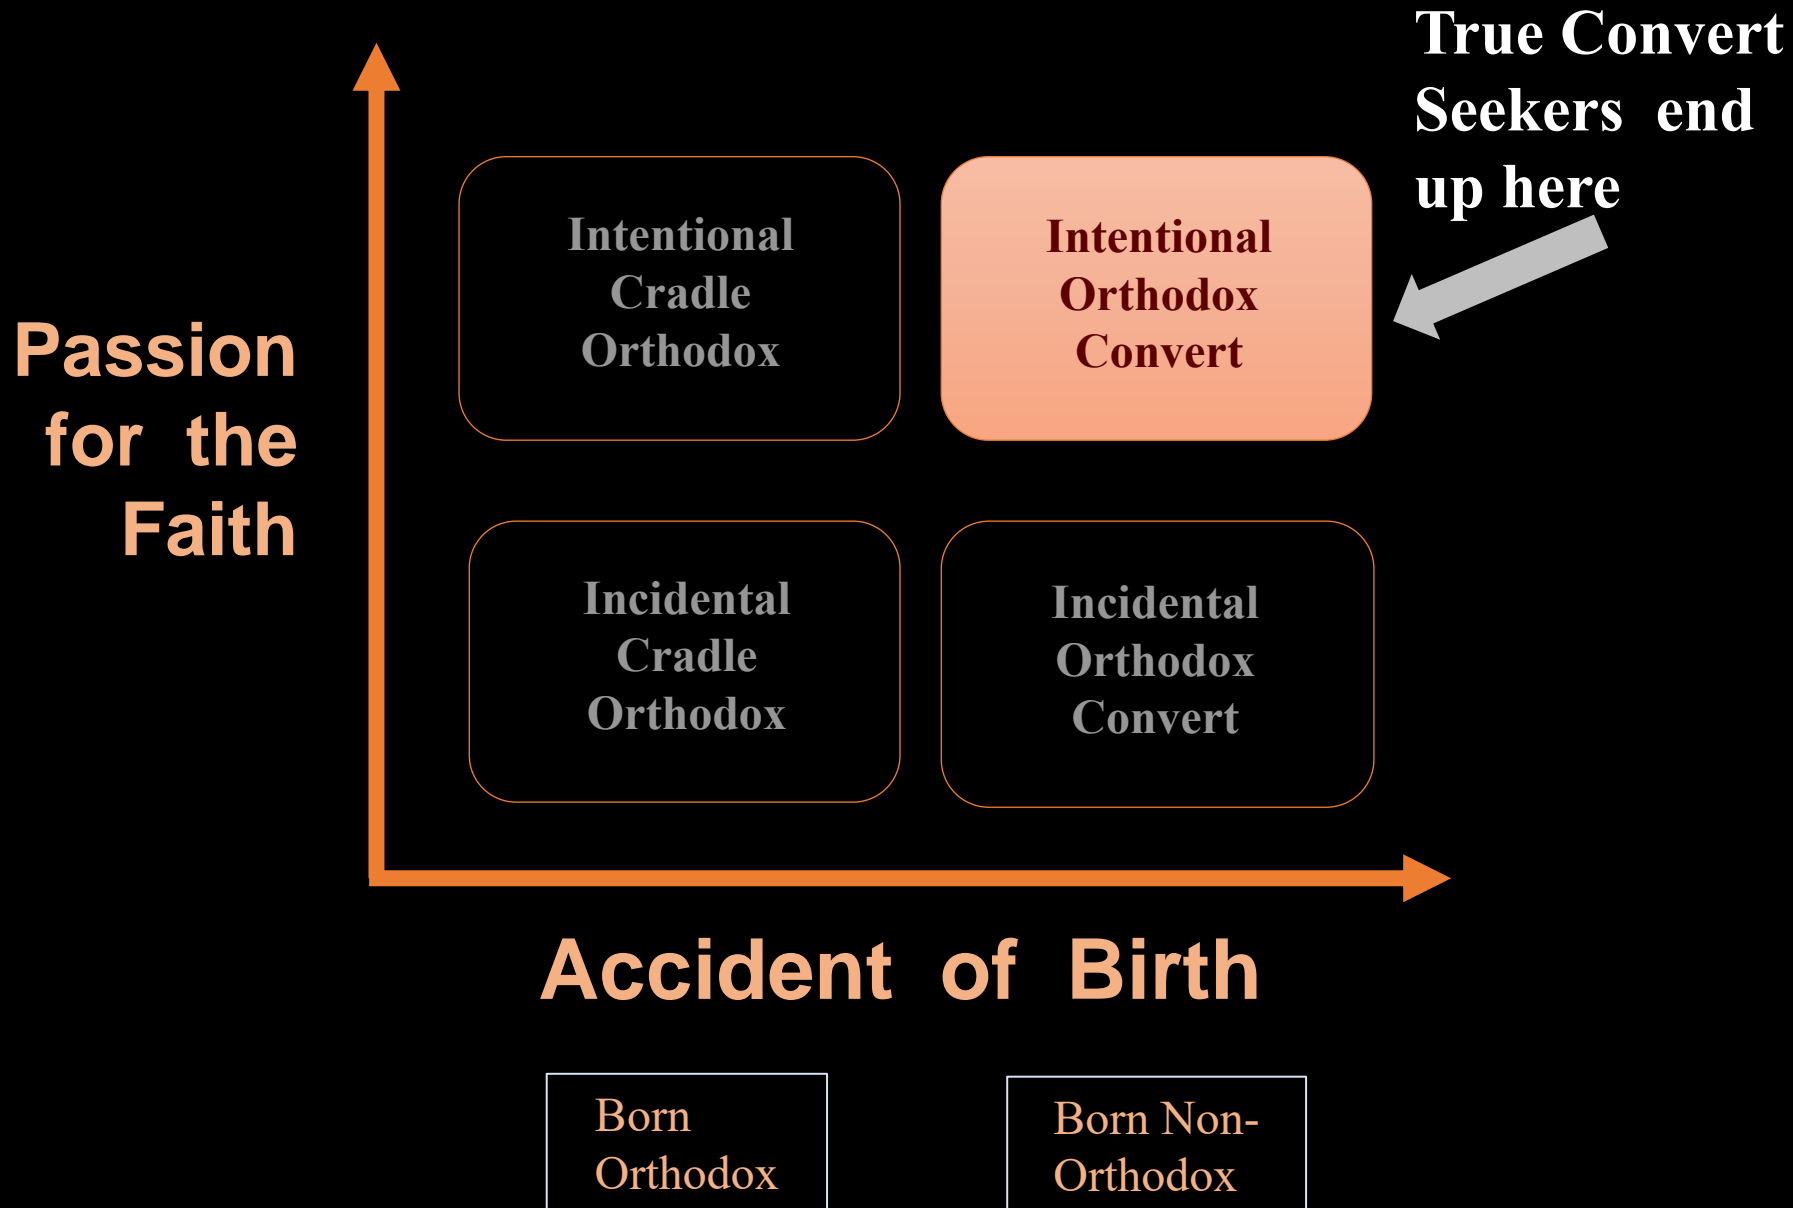 True Convert
Seekers end
up here
Intentional
Cradle
Orthodox
Intentional
Orthodox
Convert
Passion
for the
Faith
Incidental
Cradle
Orthodox
Incidental
Orthodox
Convert
Accident of Birth
Born
Orthodox
Born Non-
Orthodox